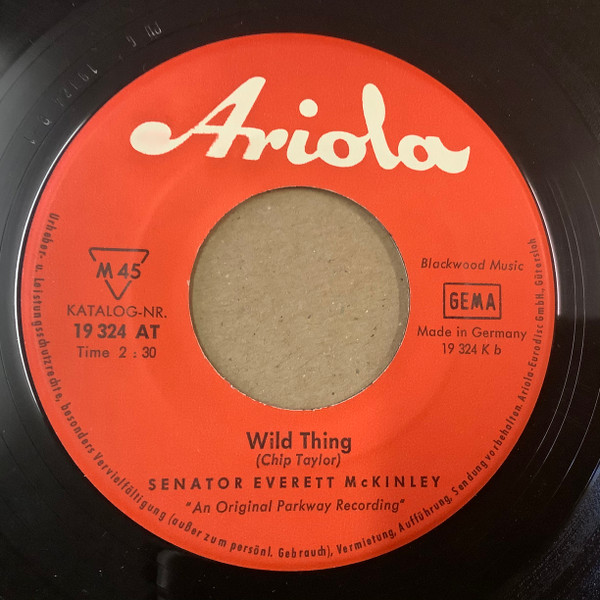 Ariola
M 45
KATALOG-NR.
19 324 AT
Time 2 : 30
Blackwood Music
GEMA
Made in Germany
19 324 K b
Wild Thing
(Chip Taylor)
SENATOR EVERETT McKINLEY
"An Original Parkway Recording"
Urheber- u. Leistungsschutzrechte, besonders Vervielfältigung (außer zum persönl. Gebrauch), Vermietung, Aufführung, Sendung vorbehalten. Ariola-Eurodisc GmbH., Gütersloh